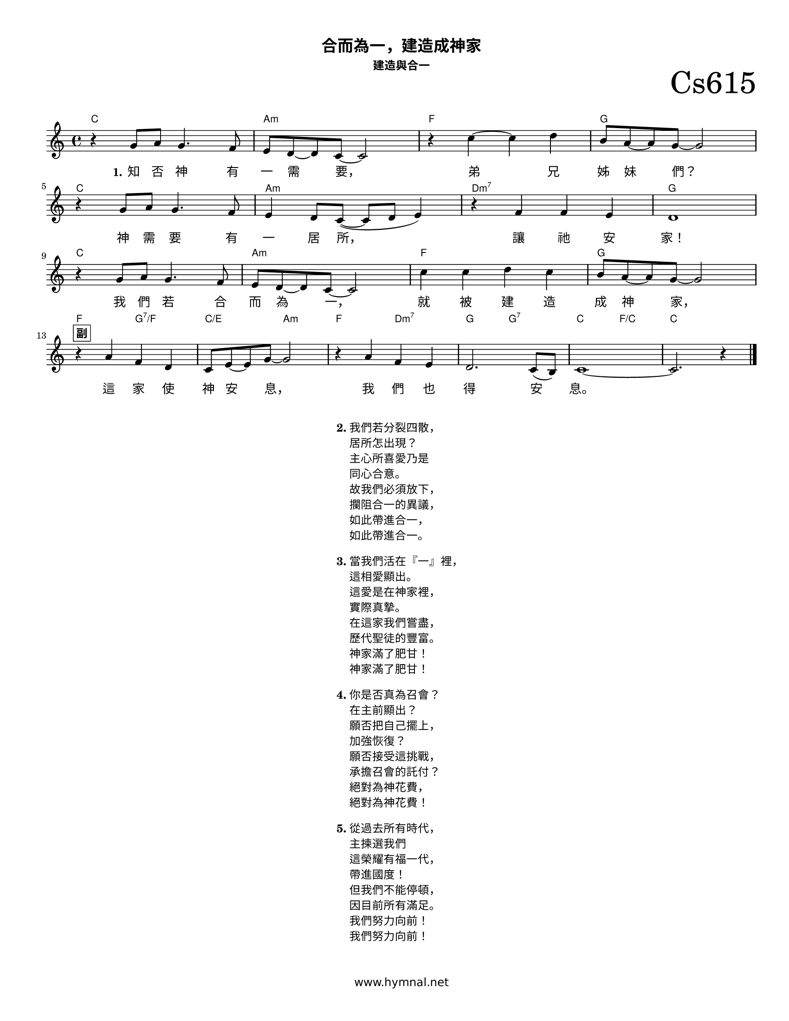 合而為一，建造成神家
建造與合一
Cs615
C Am F G
1. 知 否 神 有 一 需 要， 弟 兄 姊 妹 們？
5 C Am Dm7 G
神 需 要 有 一 居 所， 讓 祂 安 家！
9 C Am F G
我 們 若 合 而 為 一， 就 被 建 造 成 神 家，
F G7/F C/E Am F Dm7 G G7 C F/C C
13 副
這 家 使 神 安 息， 我 們 也 得 安 息。
2. 我們若分裂四散，
居所怎出現？
主心所喜愛乃是
同心合意。
故我們必須放下，
攔阻合一的異議，
如此帶進合一，
如此帶進合一。
3. 當我們活在『一』裡，
這相愛顯出。
這愛是在神家裡，
實際真摯。
在這家我們嘗盡，
歷代聖徒的豐富。
神家滿了肥甘！
神家滿了肥甘！
4. 你是否真為召會？
在主前顯出？
願否把自己擺上，
加強恢復？
願否接受這挑戰，
承擔召會的託付？
絕對為神花費，
絕對為神花費！
5. 從過去所有時代，
主揀選我們
這榮耀有福一代，
帶進國度！
但我們不能停頓，
因目前所有滿足。
我們努力向前！
我們努力向前！
www.hymnal.net